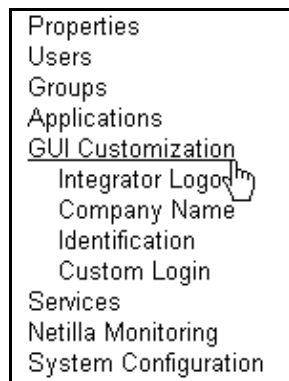 Properties
Users
Groups
Applications
GUI Customization
Integrator Logo
Company Name
Identification
Custom Login
Services
Netilla Monitoring
System Configuration